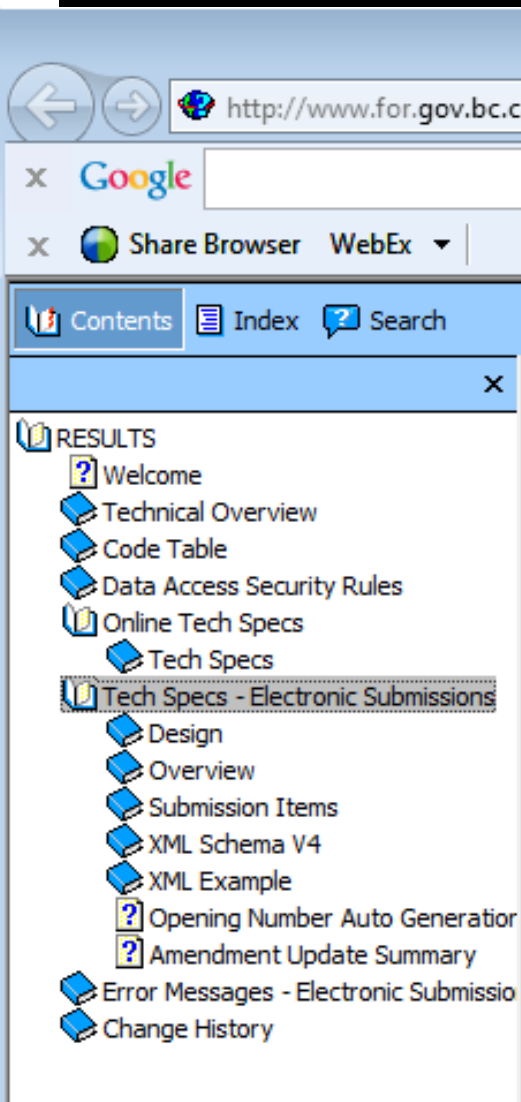 http://www.for.gov.bc.c
x Google
x Share Browser WebEx
Contents Index Search
x
RESULTS
? Welcome
Technical Overview
Code Table
Data Access Security Rules
Online Tech Specs
Tech Specs
Tech Specs - Electronic Submissions
Design
Overview
Submission Items
XML Schema V4
XML Example
? Opening Number Auto Generation
? Amendment Update Summary
Error Messages - Electronic Submissio
Change History